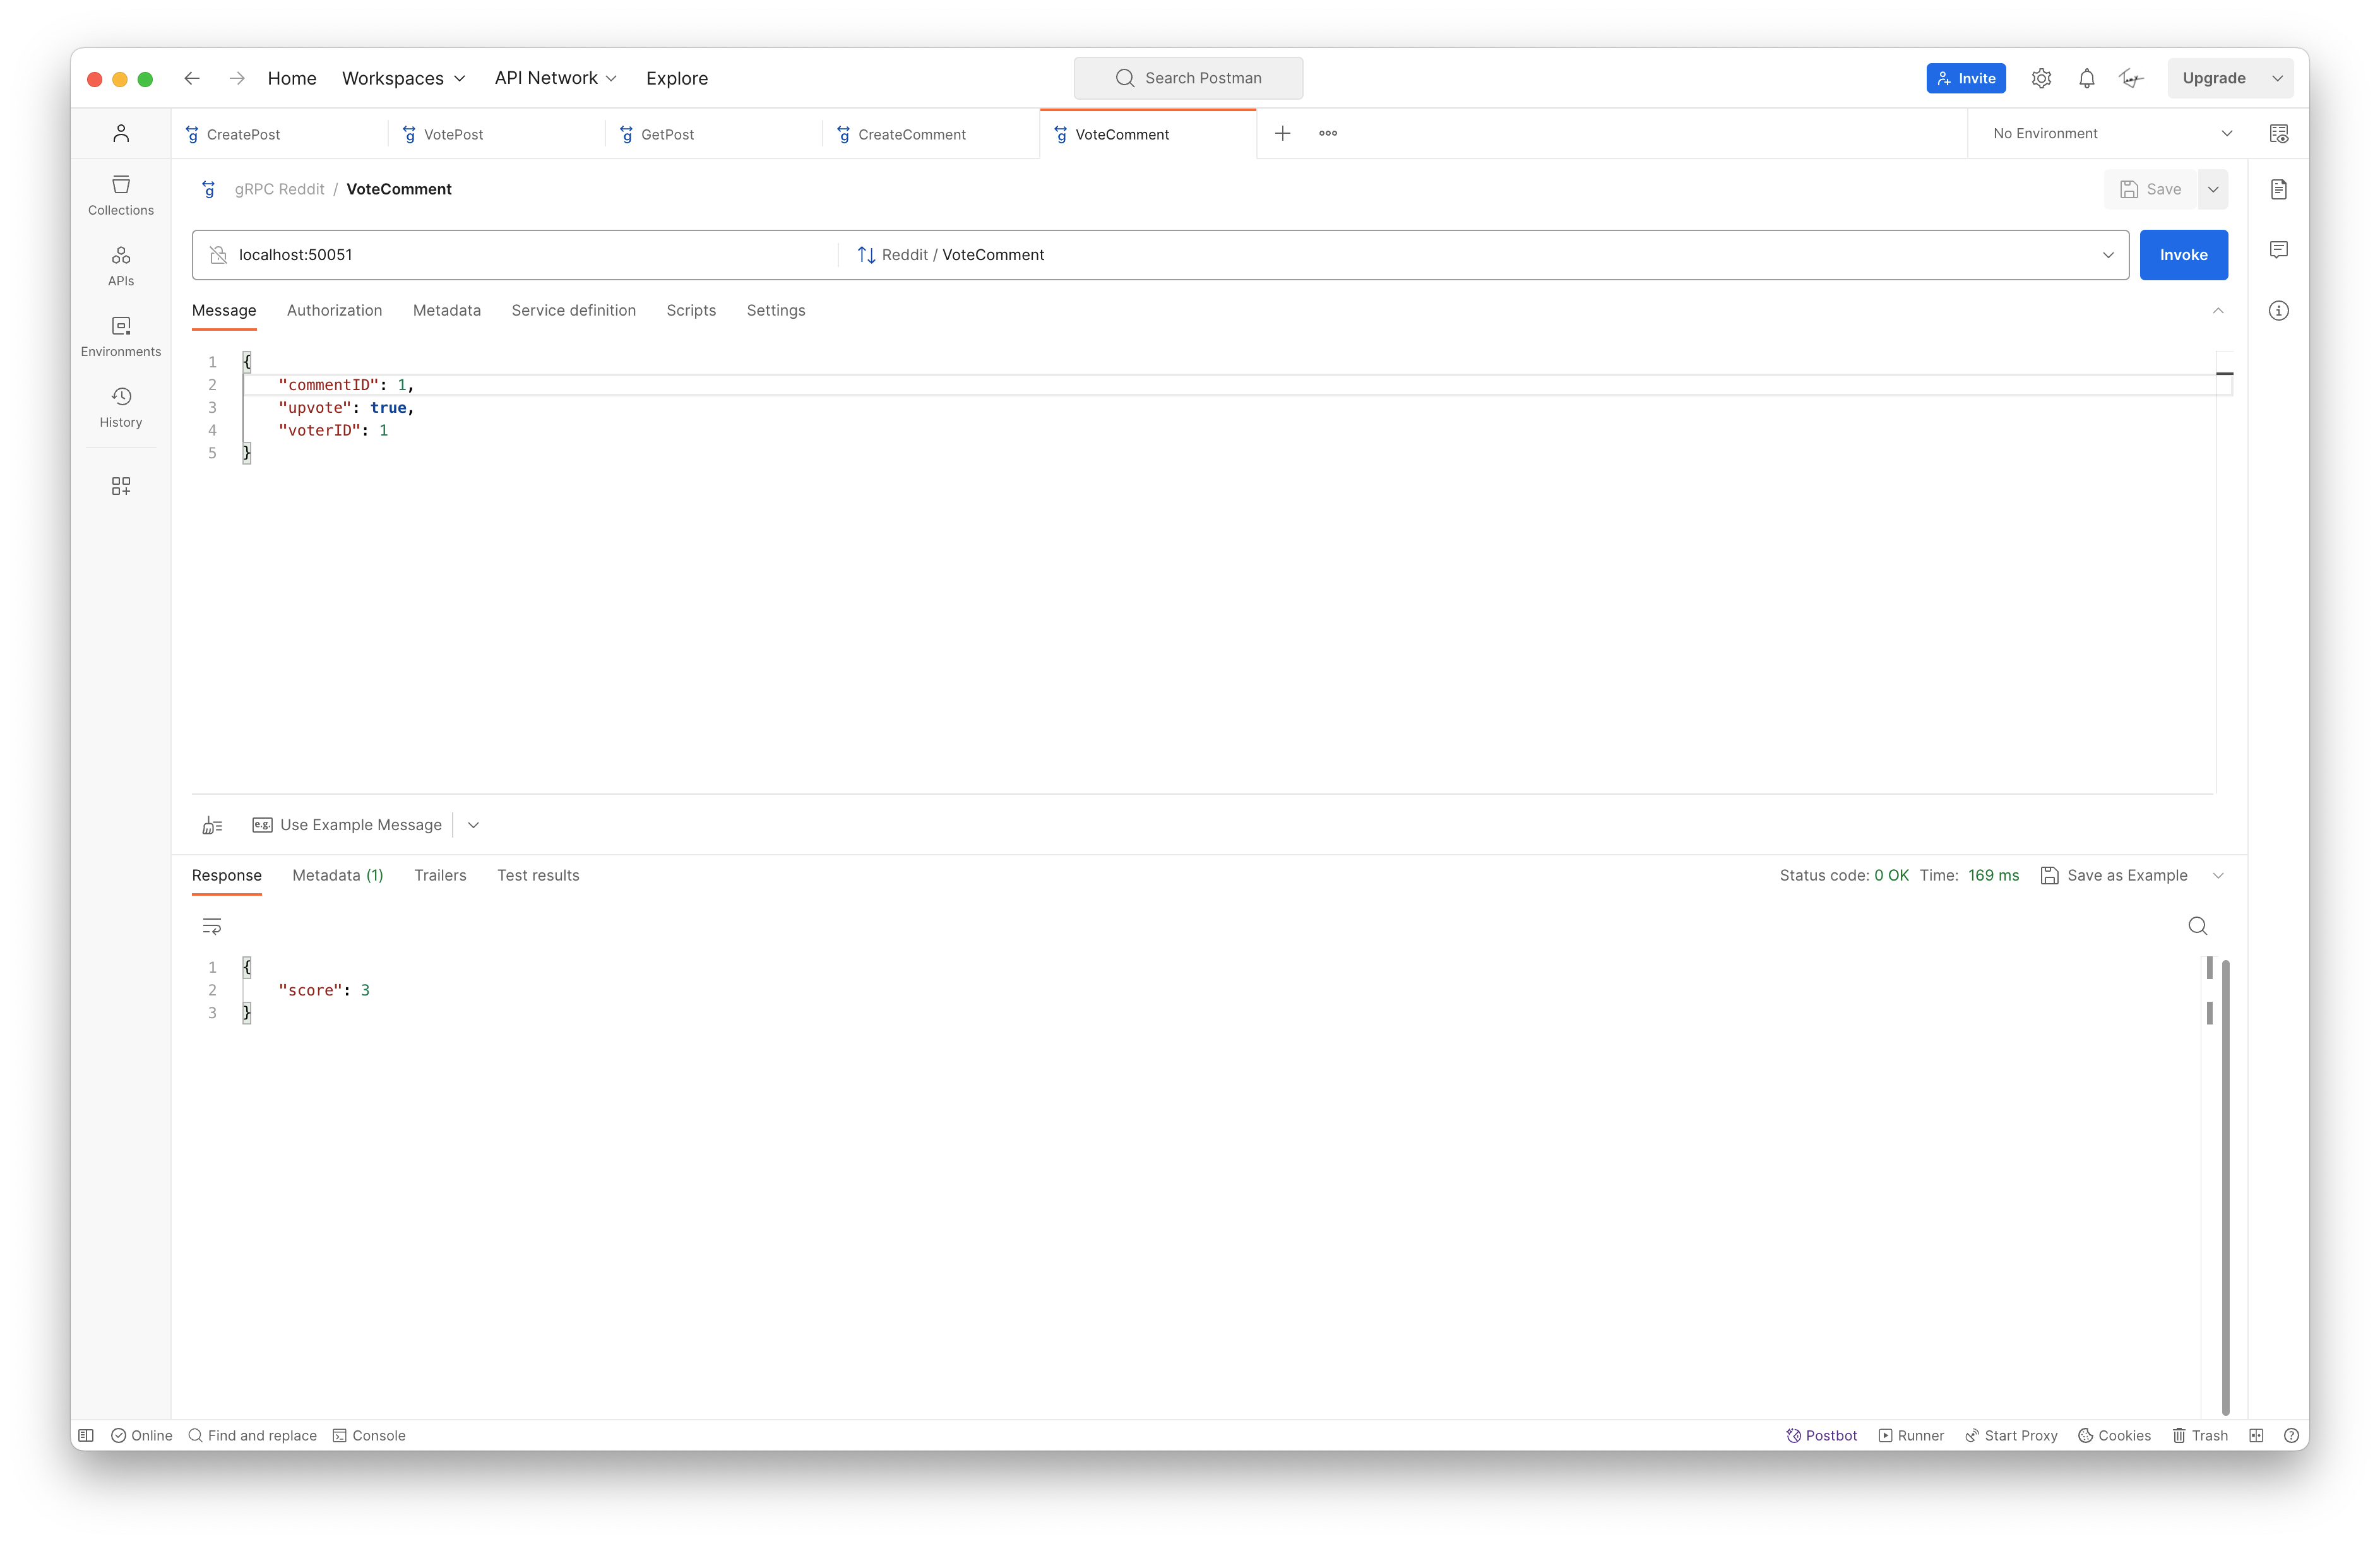 Home Workspaces API Network Explore Search Postman Invite Upgrade
CreatePost VotePost GetPost CreateComment VoteComment No Environment
Collections
APIs
Environments
History
gRPC Reddit / VoteComment Save
localhost:50051 Reddit / VoteComment Invoke
Message Authorization Metadata Service definition Scripts Settings
1 {
2 "commentID": 1,
3 "upvote": true,
4 "voterID": 1
5 }
e.g. Use Example Message
Response Metadata (1) Trailers Test results Status code: 0 OK Time: 169 ms Save as Example
1 {
2 "score": 3
3 }
Online Find and replace Console Postbot Runner Start Proxy Cookies Trash